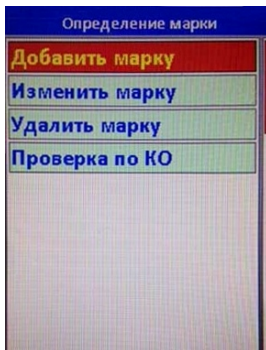 Определение марки
Добавить марку
Изменить марку
Удалить марку
Проверка по КО